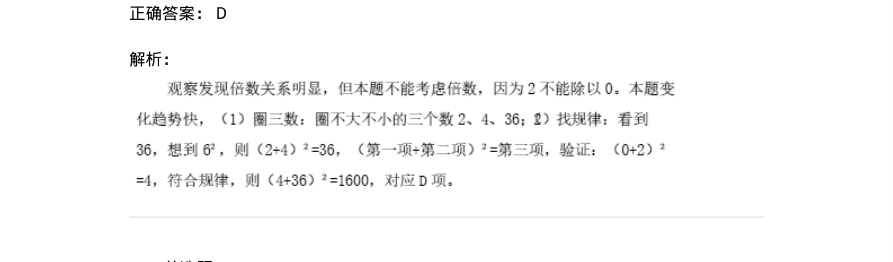 正确答案： D
解析：
观察发现倍数关系明显，但本题不能考虑倍数，因为 2 不能除以 0。本题变
化趋势快，（1）圈三数：圈不大不小的三个数 2、4、36；2）找规律：看到
36，想到 6²，则（2+4）²=36，（第一项+第二项）²=第三项，验证：（0+2）²
=4，符合规律，则（4+36）²=1600，对应 D 项。